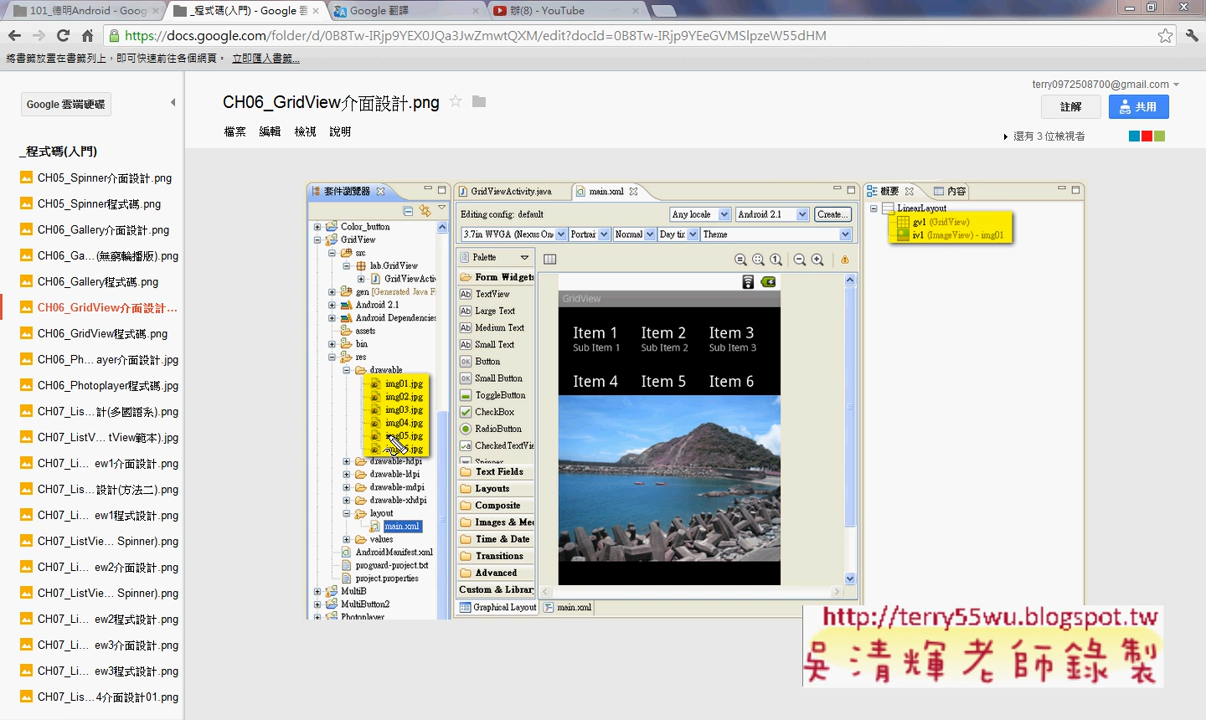 101_德明Android - Goog
_程式碼(入門) - Google 雲
Google 翻譯
辦(8) - YouTube
https://docs.google.com/folder/d/0B8Tw-IRjp9YEX0JQa3JwZmwtQXM/edit?docId=0B8Tw-IRjp9YEeGVMSlpzeW55dHM
將書籤放置在書籤列上，即可快速前往各個網頁。 立即匯入書籤...
terry0972508700@gmail.com
Google 雲端硬碟
CH06_GridView介面設計.png
註解
共用
檔案 編輯 檢視 說明
還有 3 位檢視者
_程式碼(入門)
CH05_Spinner介面設計.png
CH05_Spinner程式碼.png
CH06_Gallery介面設計.png
CH06_Ga... (無窮輪播版).png
CH06_Gallery程式碼.png
CH06_GridView介面設計...
CH06_GridView程式碼.png
CH06_Ph... ayer介面設計.jpg
CH06_Photoplayer程式碼.jpg
CH07_Lis... 計(多國語系).png
CH07_ListV... tView範本).jpg
CH07_Li... ew1介面設計.png
CH07_Lis... 設計(方法二).png
CH07_Li... ew1程式設計.png
CH07_ListVie... Spinner).png
CH07_Li... ew2介面設計.png
CH07_ListVie... Spinner).png
CH07_Li... ew2程式設計.png
CH07_Li... ew3介面設計.png
CH07_Li... ew3程式設計.png
CH07_Lis... 4介面設計01.png
套件瀏覽器
Color_button
GridView
src
lab.GridView
GridViewActi
gen [Generated Java F
Android 2.1
Android Dependencies
assets
bin
res
drawable
img01.jpg
img02.jpg
img03.jpg
img04.jpg
img05.jpg
drawable-hdpi
drawable-ldpi
drawable-mdpi
drawable-xhdpi
layout
main.xml
values
AndroidManifest.xml
proguard-project.txt
project.properties
MultiB
MultiButton2
Photoplayer
GridViewActivity.java
main.xml
Editing config: default
Any locale
Android 2.1
Create...
3.7in WVGA (Nexus On
Portrai
Normal
Day tir
Theme
Palette
Form Widgets
TextView
Large Text
Medium Text
Small Text
Button
Small Button
ToggleButton
CheckBox
RadioButton
CheckedTextVie
Spinner
Text Fields
Layouts
Composite
Images & Me
Time & Date
Transitions
Advanced
Custom & Librar
Graphical Layout
main.xml
GridView
Item 1 Item 2 Item 3
Sub Item 1 Sub Item 2 Sub Item 3
Item 4 Item 5 Item 6
概要
內容
LinearLayout
gv1 (GridView)
iv1 (ImageView) - img01
http://terry55wu.blogspot.tw
吳清輝老師錄製